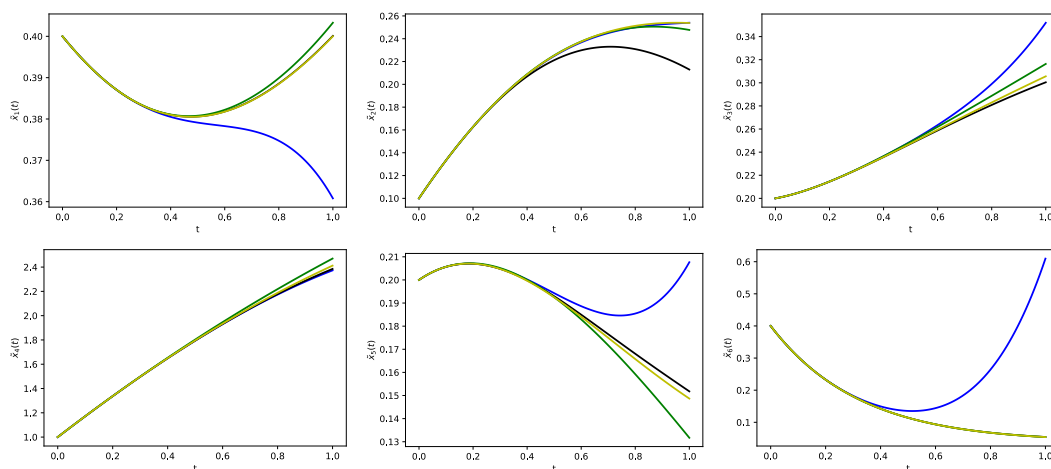 0.40
0.39
0.38
0.37
0.36
x̃₁(t)
0.0 0.2 0.4 0.6 0.8 1.0
t
0.26
0.24
0.22
0.20
0.18
0.16
0.14
0.12
0.10
x̃₂(t)
0.0 0.2 0.4 0.6 0.8 1.0
t
0.34
0.32
0.30
0.28
0.26
0.24
0.22
0.20
x̃₃(t)
0.0 0.2 0.4 0.6 0.8 1.0
t
2.4
2.2
2.0
1.8
1.6
1.4
1.2
1.0
x̃₄(t)
0.0 0.2 0.4 0.6 0.8 1.0
t
0.21
0.20
0.19
0.18
0.17
0.16
0.15
0.14
0.13
x̃₅(t)
0.0 0.2 0.4 0.6 0.8 1.0
t
0.6
0.5
0.4
0.3
0.2
0.1
x̃₆(t)
0.0 0.2 0.4 0.6 0.8 1.0
t